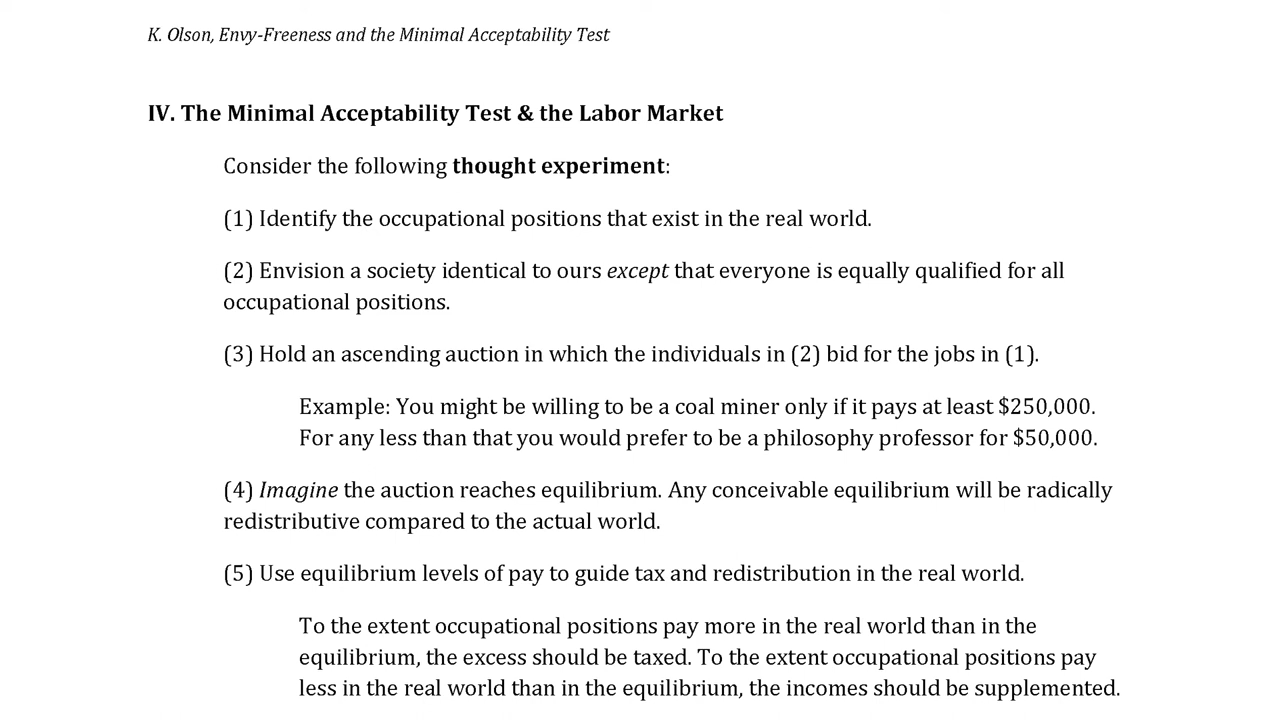 K. Olson, Envy-Freeness and the Minimal Acceptability Test
IV. The Minimal Acceptability Test & the Labor Market
Consider the following thought experiment:
(1) Identify the occupational positions that exist in the real world.
(2) Envision a society identical to ours except that everyone is equally qualified for all
occupational positions.
(3) Hold an ascending auction in which the individuals in (2) bid for the jobs in (1).
Example: You might be willing to be a coal miner only if it pays at least $250,000.
For any less than that you would prefer to be a philosophy professor for $50,000.
(4) Imagine the auction reaches equilibrium. Any conceivable equilibrium will be radically
redistributive compared to the actual world.
(5) Use equilibrium levels of pay to guide tax and redistribution in the real world.
To the extent occupational positions pay more in the real world than in the
equilibrium, the excess should be taxed. To the extent occupational positions pay
less in the real world than in the equilibrium, the incomes should be supplemented.